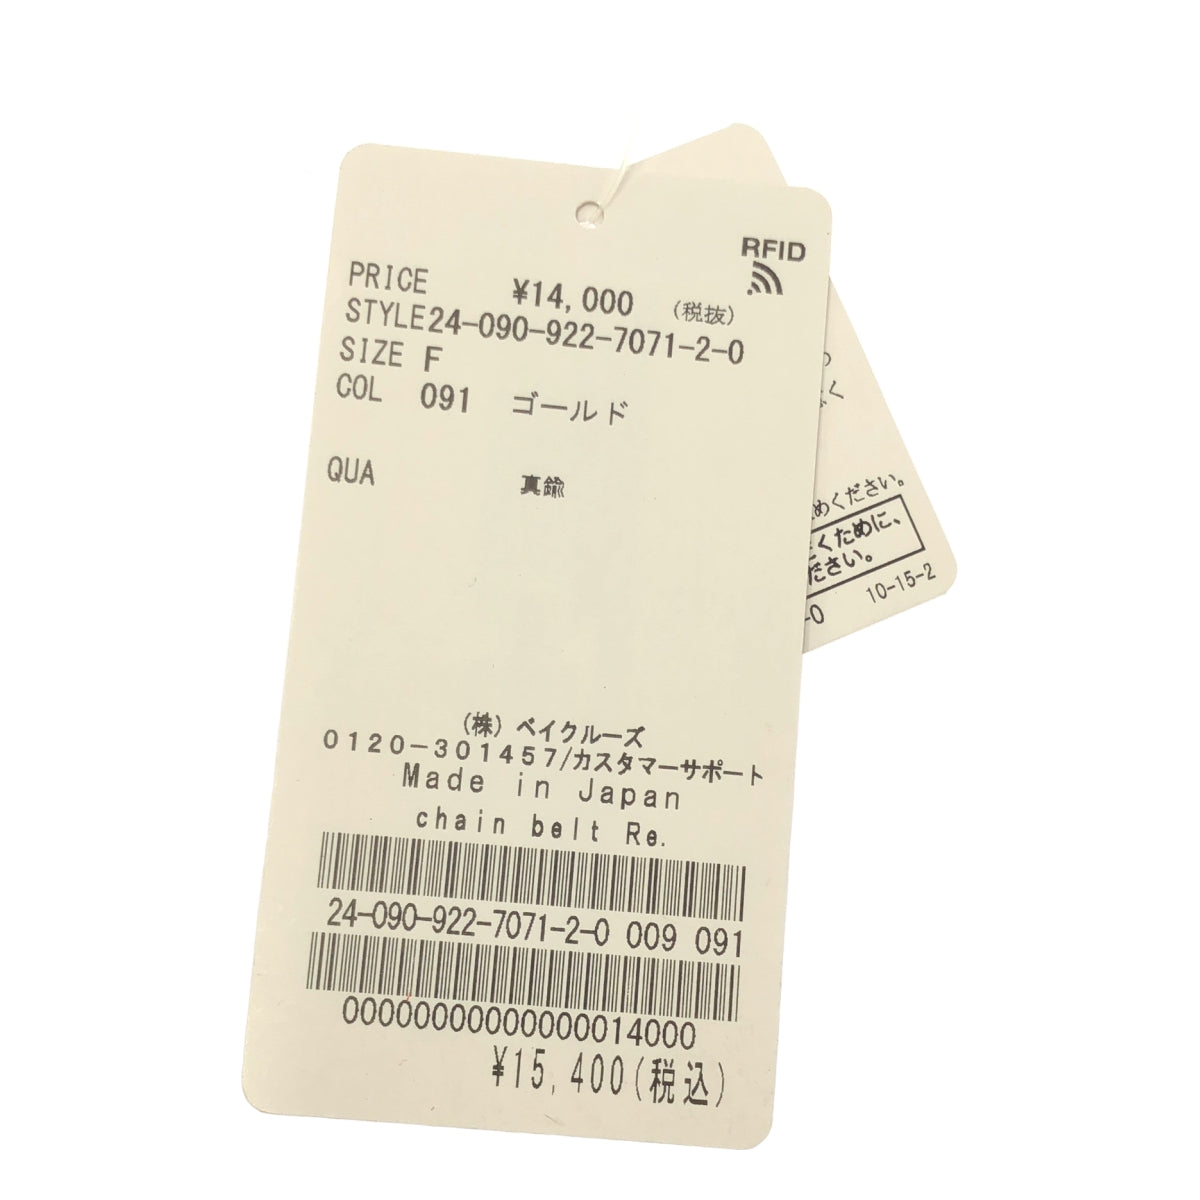 RFID
PRICE ¥14,000 (税抜)
STYLE24-090-922-7071-2-0
SIZE F
COL 091 ゴールド
QUA 真鍮
(株) ベイクルーズ
0120-301457/カスタマーサポート
Made in Japan
chain belt Re.
24-090-922-7071-2-0 009 091
00000000000000014000
¥15,400(税込)
めください。
くために、
ださい。
-0 10-15-2